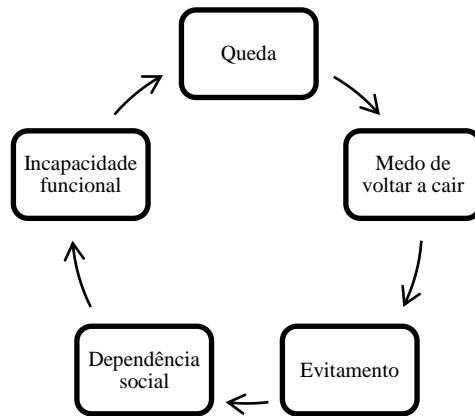 Queda
Medo de
voltar a cair
Evitamento
Dependência
social
Incapacidade
funcional